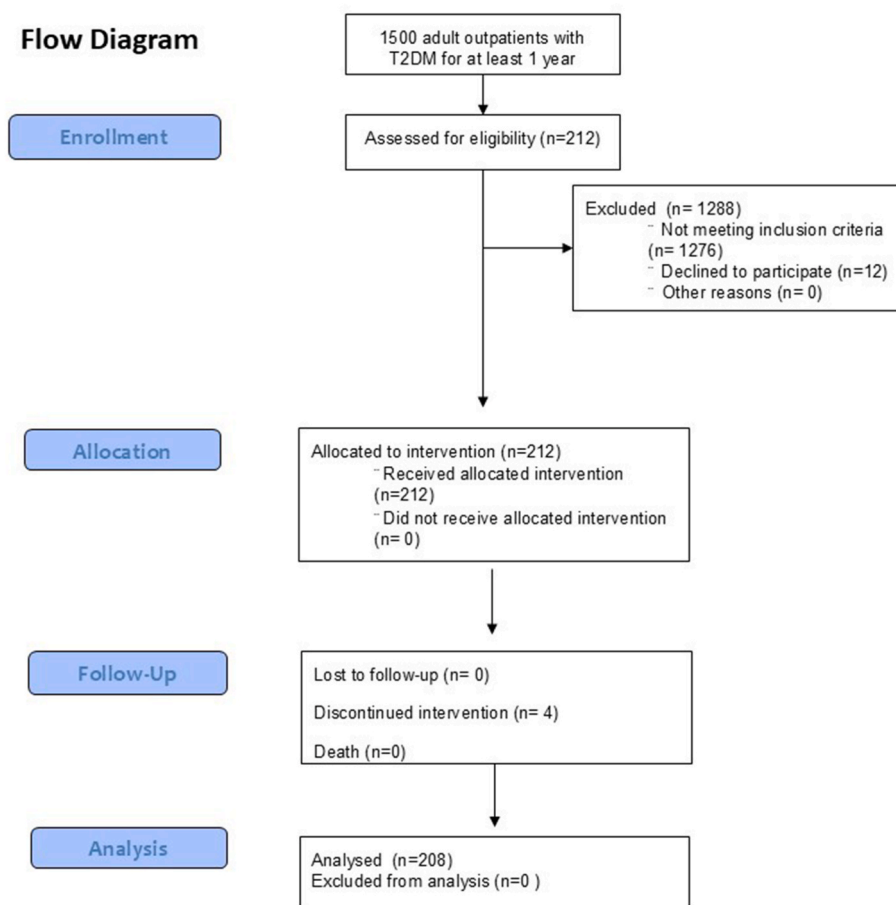 Flow Diagram
1500 adult outpatients with
T2DM for at least 1 year
Enrollment
Assessed for eligibility (n=212)
Excluded (n= 1288)
¨ Not meeting inclusion criteria
(n= 1276)
¨ Declined to participate (n=12)
¨ Other reasons (n= 0)
Allocation
Allocated to intervention (n=212)
¨ Received allocated intervention
(n=212)
¨ Did not receive allocated intervention
(n= 0)
Follow-Up
Lost to follow-up (n= 0)
Discontinued intervention (n= 4)
Death (n=0)
Analysis
Analysed (n=208)
Excluded from analysis (n=0 )